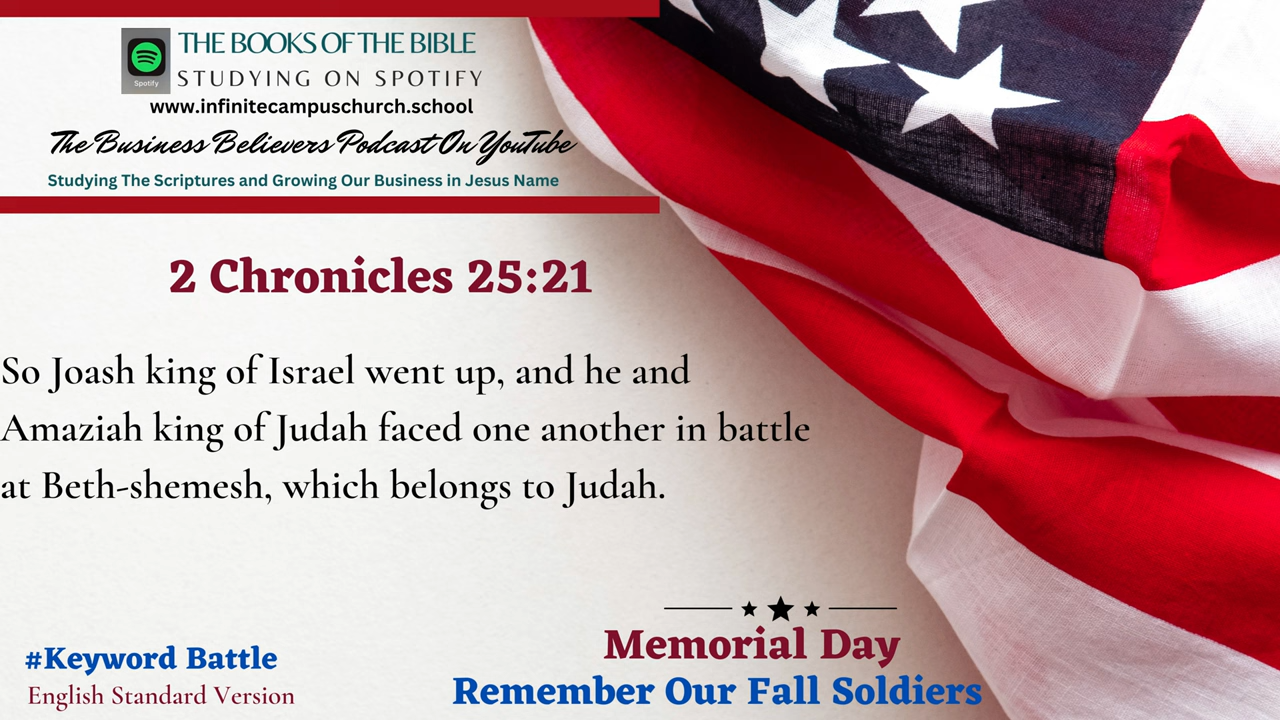 THE BOOKS OF THE BIBLE
Spotify
STUDYING ON SPOTIFY
www.infinitecampuschurch.school
The Business Believers Podcast On YouTube
Studying The Scriptures and Growing Our Business in Jesus Name
2 Chronicles 25:21
So Joash king of Israel went up, and he and
Amaziah king of Judah faced one another in battle
at Beth-shemesh, which belongs to Judah.
Memorial Day
Remember Our Fall Soldiers
#Keyword Battle
English Standard Version